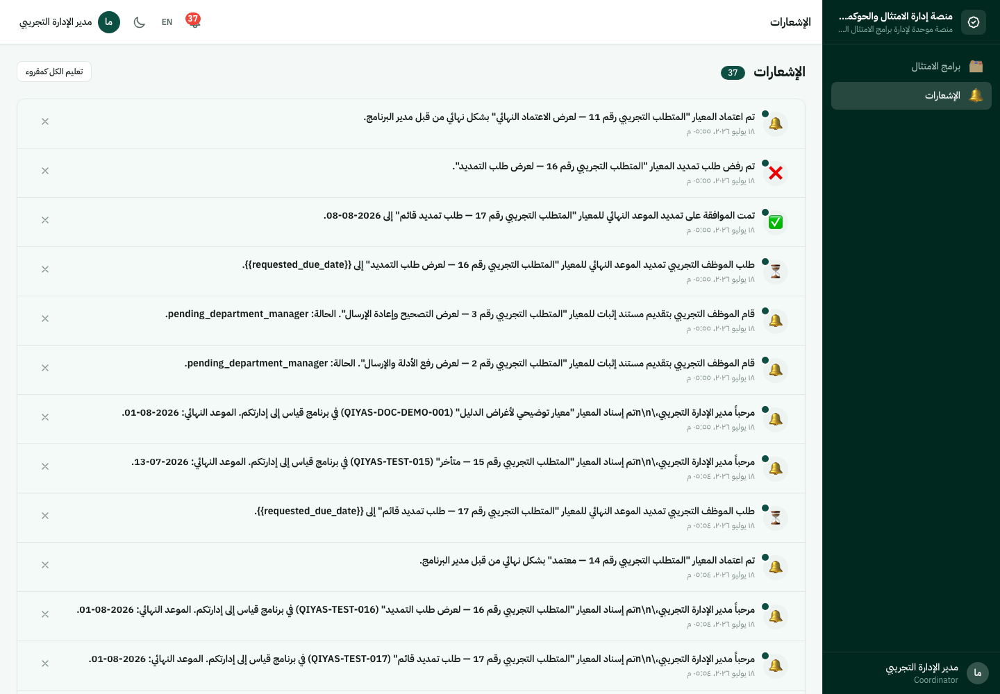 منصة إدارة الامتثال والحوكمـ...
منصة موحدة لإدارة برامج الامتثال الـ...
برامج الامتثال
الإشعارات
الإشعارات
37
EN
ما
مدير الإدارة التجريبي
الإشعارات 37
تعليم الكل كمقروء
تم اعتماد المعيار "المتطلب التجريبي رقم 11 — لعرض الاعتماد النهائي" بشكل نهائي من قبل مدير البرنامج.
١٨ يوليو ٢٠٢٦، ٠٥:٥٥ م
تم رفض طلب تمديد المعيار "المتطلب التجريبي رقم 16 — لعرض طلب التمديد".
١٨ يوليو ٢٠٢٦، ٠٥:٥٥ م
تمت الموافقة على تمديد الموعد النهائي للمعيار "المتطلب التجريبي رقم 17 — طلب تمديد قائم" إلى 2026-08-08.
١٨ يوليو ٢٠٢٦، ٠٥:٥٥ م
طلب الموظف التجريبي تمديد الموعد النهائي للمعيار "المتطلب التجريبي رقم 16 — لعرض طلب التمديد" إلى {{requested_due_date}}.
١٨ يوليو ٢٠٢٦، ٠٥:٥٥ م
قام الموظف التجريبي بتقديم مستند إثبات للمعيار "المتطلب التجريبي رقم 3 — لعرض التصحيح وإعادة الإرسال". الحالة: pending_department_manager.
١٨ يوليو ٢٠٢٦، ٠٥:٥٥ م
قام الموظف التجريبي بتقديم مستند إثبات للمعيار "المتطلب التجريبي رقم 2 — لعرض رفع الأدلة والإرسال". الحالة: pending_department_manager.
١٨ يوليو ٢٠٢٦، ٠٥:٥٥ م
مرحباً مدير الإدارة التجريبي،\n\nتم إسناد المعيار "معيار توضيحي لأغراض الدليل" (QIYAS-DOC-DEMO-001) في برنامج قياس إلى إدارتكم. الموعد النهائي: 2026-08-01.
١٨ يوليو ٢٠٢٦، ٠٥:٥٥ م
مرحباً مدير الإدارة التجريبي،\n\nتم إسناد المعيار "المتطلب التجريبي رقم 15 — متأخر" (QIYAS-TEST-015) في برنامج قياس إلى إدارتكم. الموعد النهائي: 2026-07-13.
١٨ يوليو ٢٠٢٦، ٠٥:٥٤ م
طلب الموظف التجريبي تمديد الموعد النهائي للمعيار "المتطلب التجريبي رقم 17 — طلب تمديد قائم" إلى {{requested_due_date}}.
١٨ يوليو ٢٠٢٦، ٠٥:٥٤ م
تم اعتماد المعيار "المتطلب التجريبي رقم 14 — معتمد" بشكل نهائي من قبل مدير البرنامج.
١٨ يوليو ٢٠٢٦، ٠٥:٥٤ م
مرحباً مدير الإدارة التجريبي،\n\nتم إسناد المعيار "المتطلب التجريبي رقم 16 — لعرض طلب التمديد" (QIYAS-TEST-016) في برنامج قياس إلى إدارتكم. الموعد النهائي: 2026-08-01.
١٨ يوليو ٢٠٢٦، ٠٥:٥٤ م
مرحباً مدير الإدارة التجريبي،\n\nتم إسناد المعيار "المتطلب التجريبي رقم 17 — طلب تمديد قائم" (QIYAS-TEST-017) في برنامج قياس إلى إدارتكم. الموعد النهائي: 2026-08-01.
١٨ يوليو ٢٠٢٦، ٠٥:٥٤ م
ما
مدير الإدارة التجريبي
Coordinator